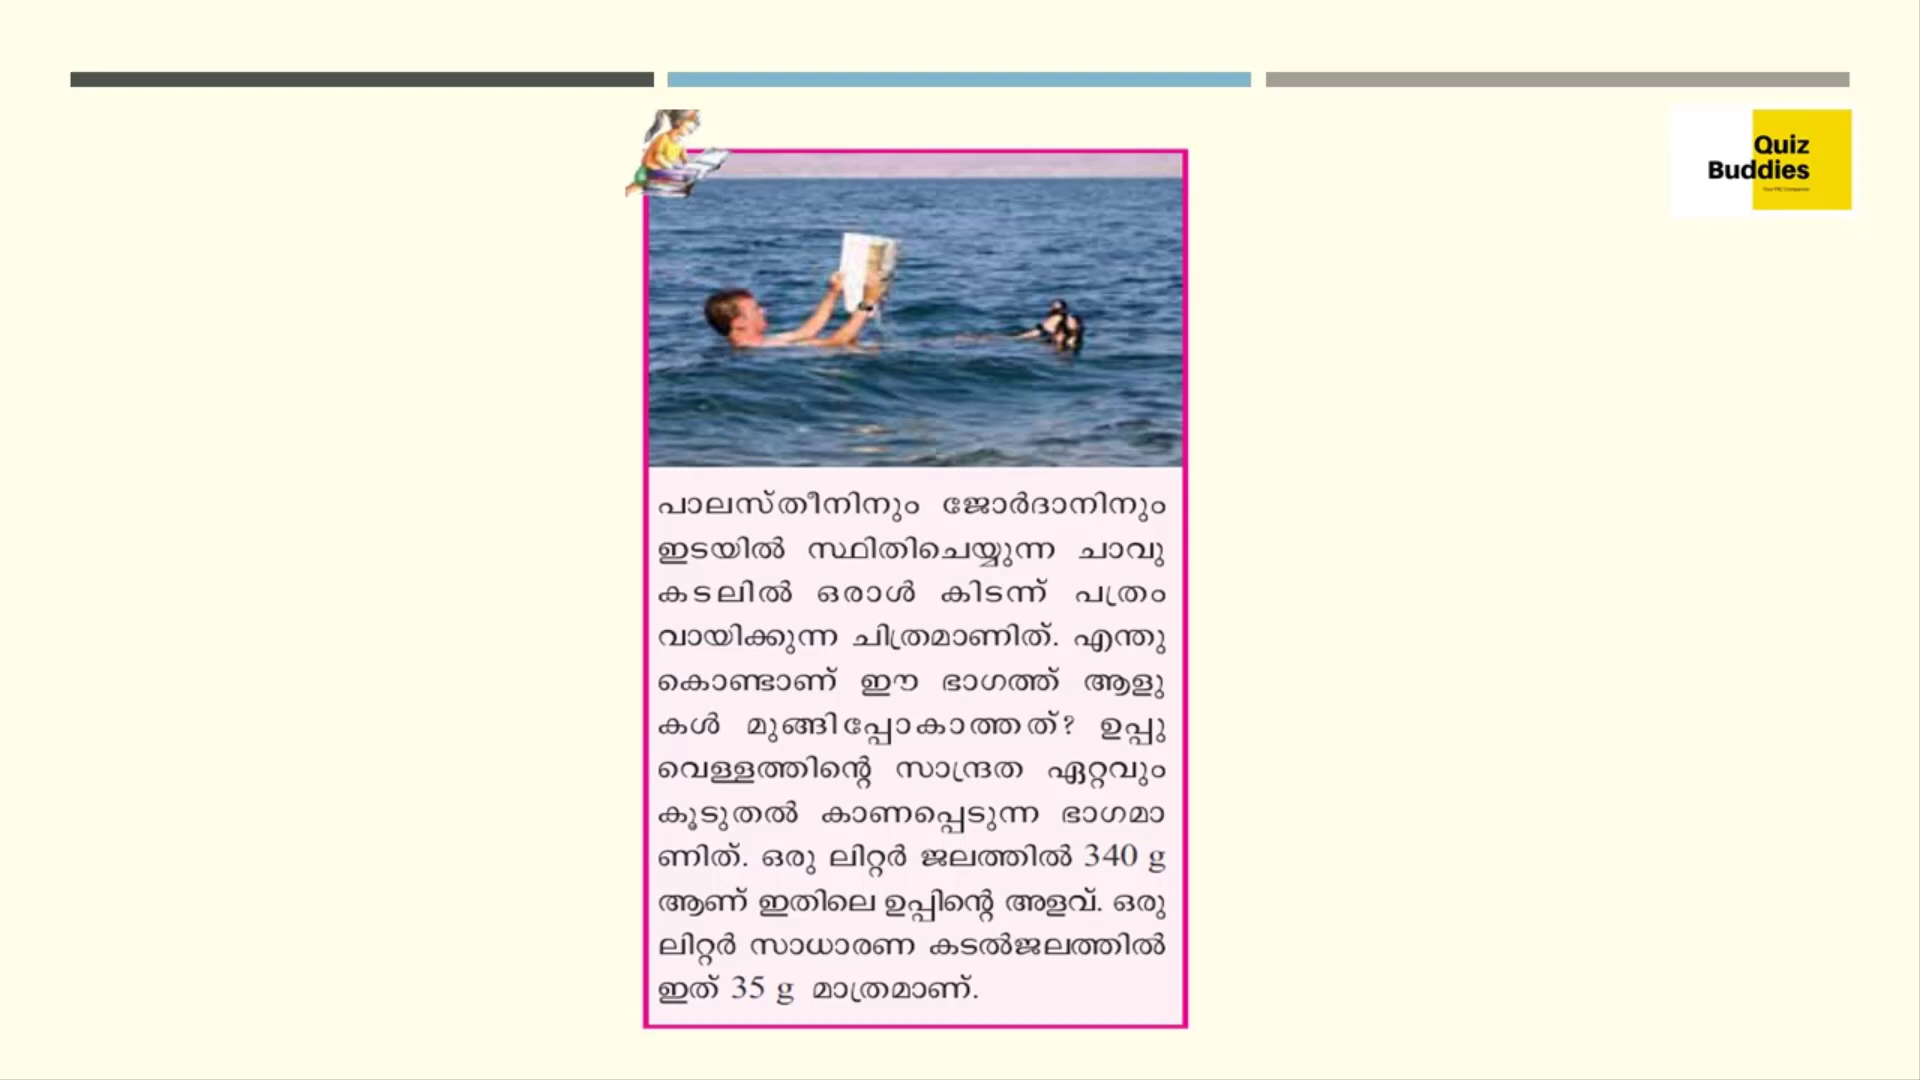 Quiz
Buddies
പാലസ്തീനിനും ജോർദാനിനും
ഇടയിൽ സ്ഥിതിചെയ്യുന്ന ചാവു
കടലിൽ ഒരാൾ കിടന്ന് പത്രം
വായിക്കുന്ന ചിത്രമാണിത്. എന്തു
കൊണ്ടാണ് ഈ ഭാഗത്ത് ആളു
കൾ മുങ്ങിപ്പോകാത്തത്? ഉപ്പു
വെള്ളത്തിന്റെ സാന്ദ്രത ഏറ്റവും
കൂടുതൽ കാണപ്പെടുന്ന ഭാഗമാ
ണിത്. ഒരു ലിറ്റർ ജലത്തിൽ 340 g
ആണ് ഇതിലെ ഉപ്പിന്റെ അളവ്. ഒരു
ലിറ്റർ സാധാരണ കടൽജലത്തിൽ
ഇത് 35 g മാത്രമാണ്.